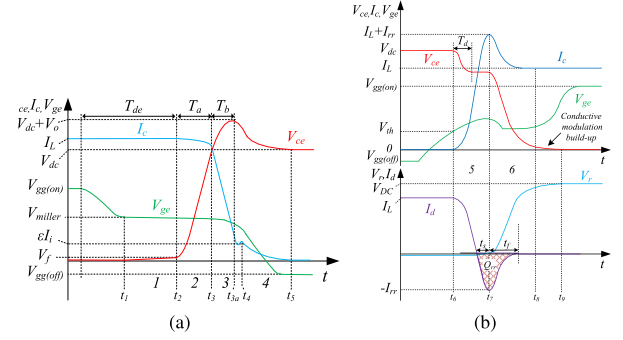 ce,Ic,Vge
Vdc+Vo
IL
Vdc
Vgg(on)
Vmiller
εIi
Vf
Vgg(off)
Tde
Ta
Tb
Ic
Vce
Vge
1
2
3
4
t1
t2
t3
t3a
t4
t5
t
(a)
Vce,Ic,Vge
IL+Irr
Vdc
IL
Vgg(on)
Vth
0
Vgg(off)
Td
Vce
Ic
Vge
Conductive
modulation
build-up
t
5
6
Vr,Id
VDC
IL
-Irr
Id
Vr
ts
tf
Qrr
t6
t7
t8
t9
t
(b)